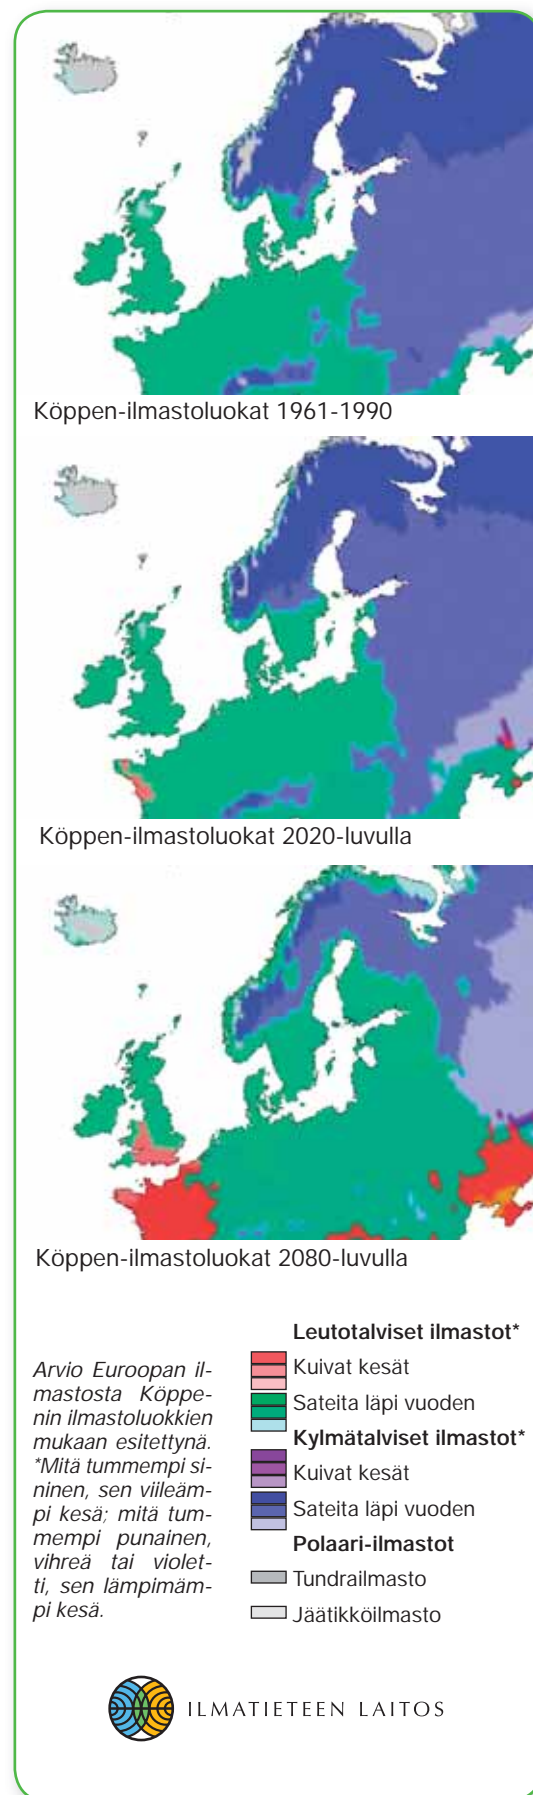 Köppen-ilmastoluokat 1961-1990
Köppen-ilmastoluokat 2020-luvulla
Köppen-ilmastoluokat 2080-luvulla
Arvio Euroopan il-
mastosta Köppe-
nin ilmastoluokkien
mukaan esitettynä.
*Mitä tummempi si-
ninen, sen viileäm-
pi kesä; mitä tum-
mempi punainen,
vihreä tai violet-
ti, sen lämpimäm-
pi kesä.
Leutotalviset ilmastot*
Kuivat kesät
Sateita läpi vuoden
Kylmätalviset ilmastot*
Kuivat kesät
Sateita läpi vuoden
Polaari-ilmastot
Tundrailmasto
Jäätikköilmasto
ILMATIETEEN LAITOS